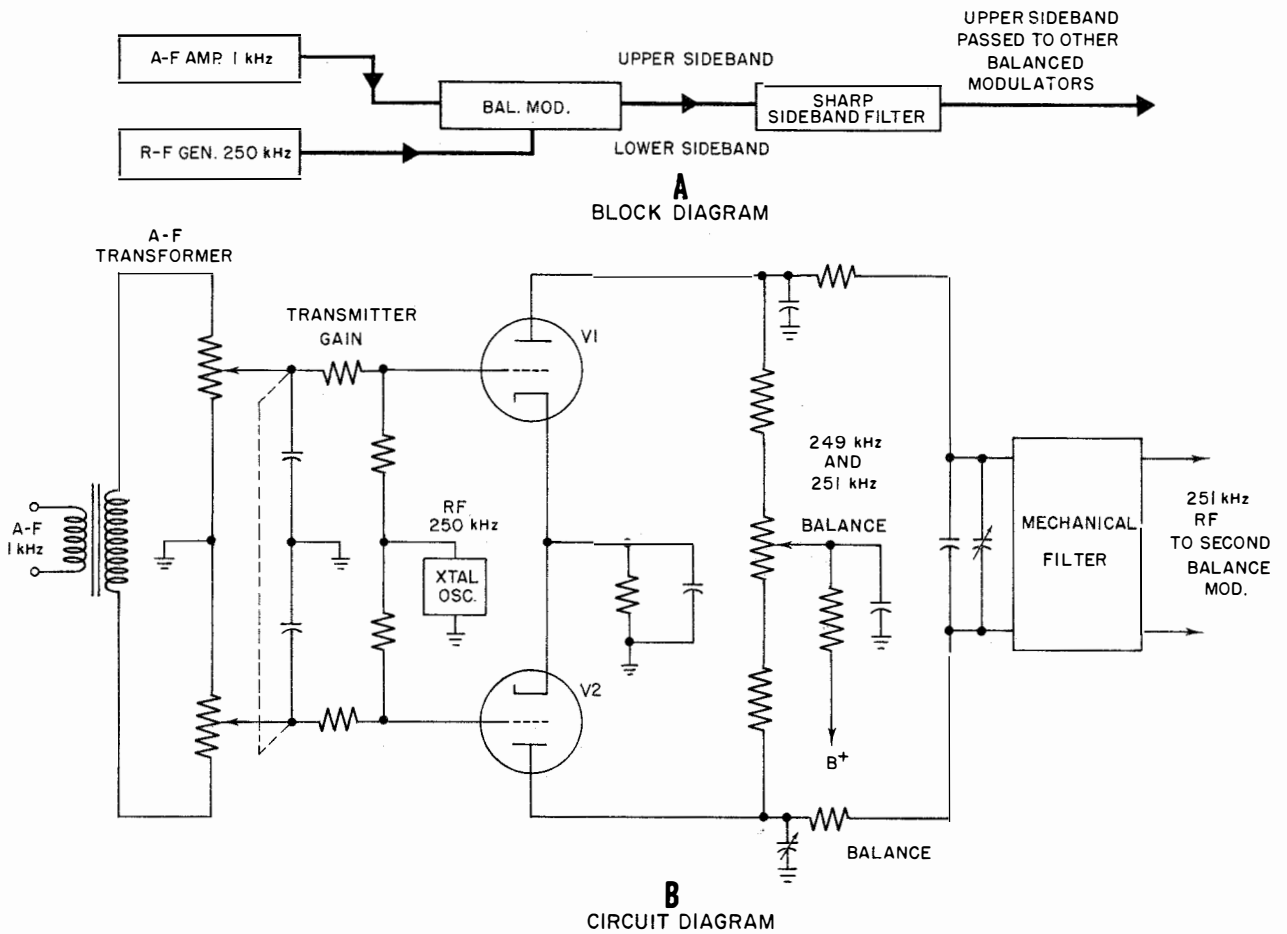 A-F AMP. 1 kHz
R-F GEN. 250 kHz
BAL. MOD.
UPPER SIDEBAND
LOWER SIDEBAND
SHARP
SIDEBAND FILTER
UPPER SIDEBAND
PASSED TO OTHER
BALANCED
MODULATORS
A
BLOCK DIAGRAM
A-F
TRANSFORMER
A-F
1 kHz
TRANSMITTER
GAIN
RF
250 kHz
XTAL
OSC.
V1
V2
249 kHz
AND
251 kHz
BALANCE
B+
BALANCE
MECHANICAL
FILTER
251 kHz
RF
TO SECOND
BALANCE
MOD.
B
CIRCUIT DIAGRAM